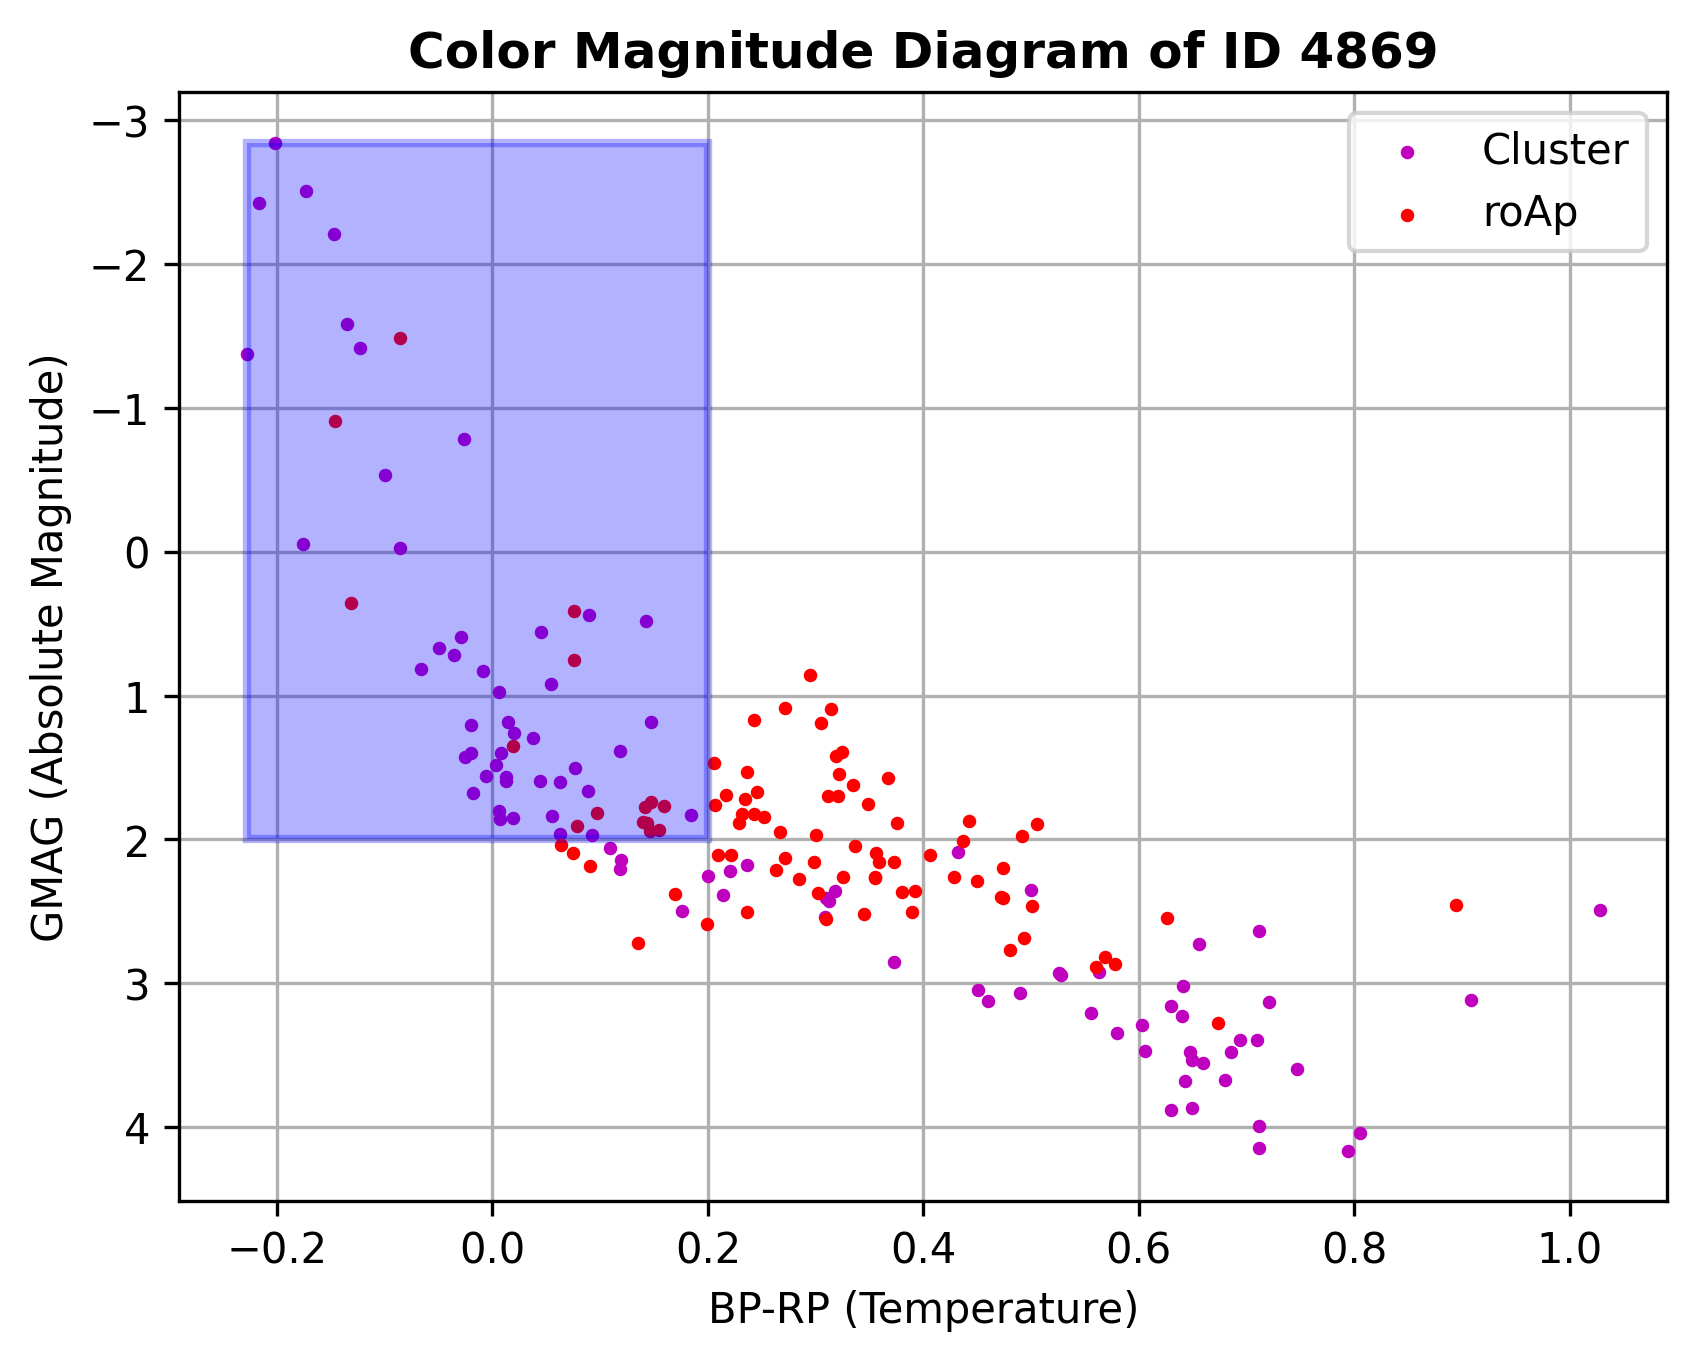 Color Magnitude Diagram of ID 4869
Cluster
roAp
GMAG (Absolute Magnitude)
−3
−2
−1
0
1
2
3
4
−0.2 0.0 0.2 0.4 0.6 0.8 1.0
BP-RP (Temperature)